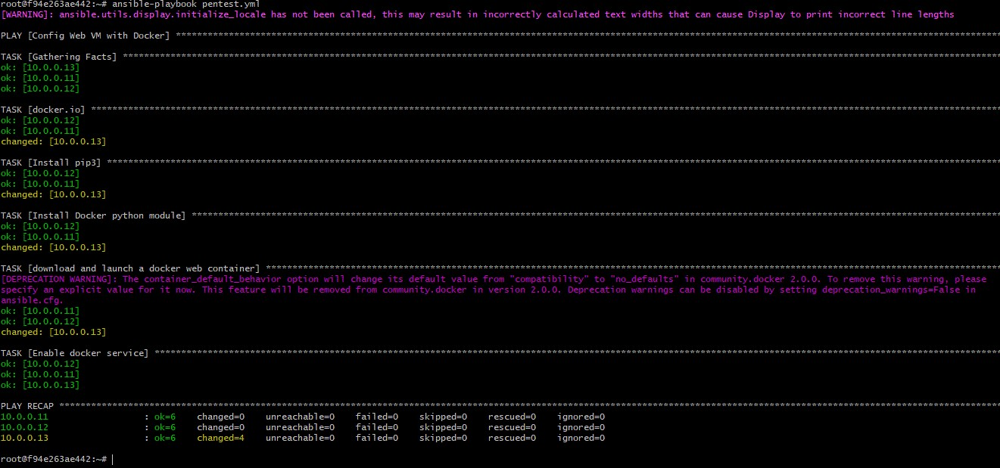 root@f94e263ae442:~# ansible-playbook pentest.yml
[WARNING]: ansible.utils.display.initialize_locale has not been called, this may result in incorrectly calculated text widths that can cause Display to print incorrect line lengths
PLAY [Config Web VM with Docker] ****************************************************************************************************************************************************************
TASK [Gathering Facts] ****************************************************************************************************************************************************************
ok: [10.0.0.13]
ok: [10.0.0.11]
ok: [10.0.0.12]
TASK [docker.io] ****************************************************************************************************************************************************************
ok: [10.0.0.12]
ok: [10.0.0.11]
changed: [10.0.0.13]
TASK [Install pip3] ****************************************************************************************************************************************************************
ok: [10.0.0.12]
ok: [10.0.0.11]
changed: [10.0.0.13]
TASK [Install Docker python module] ****************************************************************************************************************************************************************
ok: [10.0.0.12]
ok: [10.0.0.11]
changed: [10.0.0.13]
TASK [download and launch a docker web container] ****************************************************************************************************************************************
[DEPRECATION WARNING]: The container_default_behavior option will change its default value from "compatibility" to "no_defaults" in community.docker 2.0.0. To remove this warning, please
specify an explicit value for it now. This feature will be removed from community.docker in version 2.0.0. Deprecation warnings can be disabled by setting deprecation_warnings=False in
ansible.cfg.
ok: [10.0.0.11]
ok: [10.0.0.12]
changed: [10.0.0.13]
TASK [Enable docker service] ****************************************************************************************************************************************************************
ok: [10.0.0.12]
ok: [10.0.0.11]
ok: [10.0.0.13]
PLAY RECAP ****************************************************************************************************************************************************************
10.0.0.11 : ok=6 changed=0 unreachable=0 failed=0 skipped=0 rescued=0 ignored=0
10.0.0.12 : ok=6 changed=0 unreachable=0 failed=0 skipped=0 rescued=0 ignored=0
10.0.0.13 : ok=6 changed=4 unreachable=0 failed=0 skipped=0 rescued=0 ignored=0
root@f94e263ae442:~#